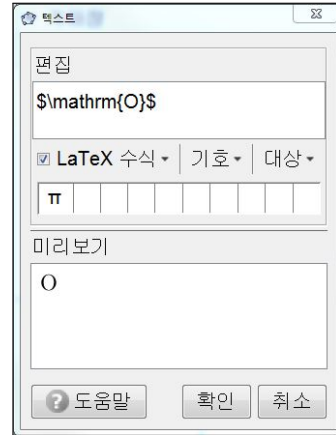 텍스트
편집
$\mathrm{O}$
LaTeX 수식 기호 대상
π
미리보기
O
? 도움말 확인 취소